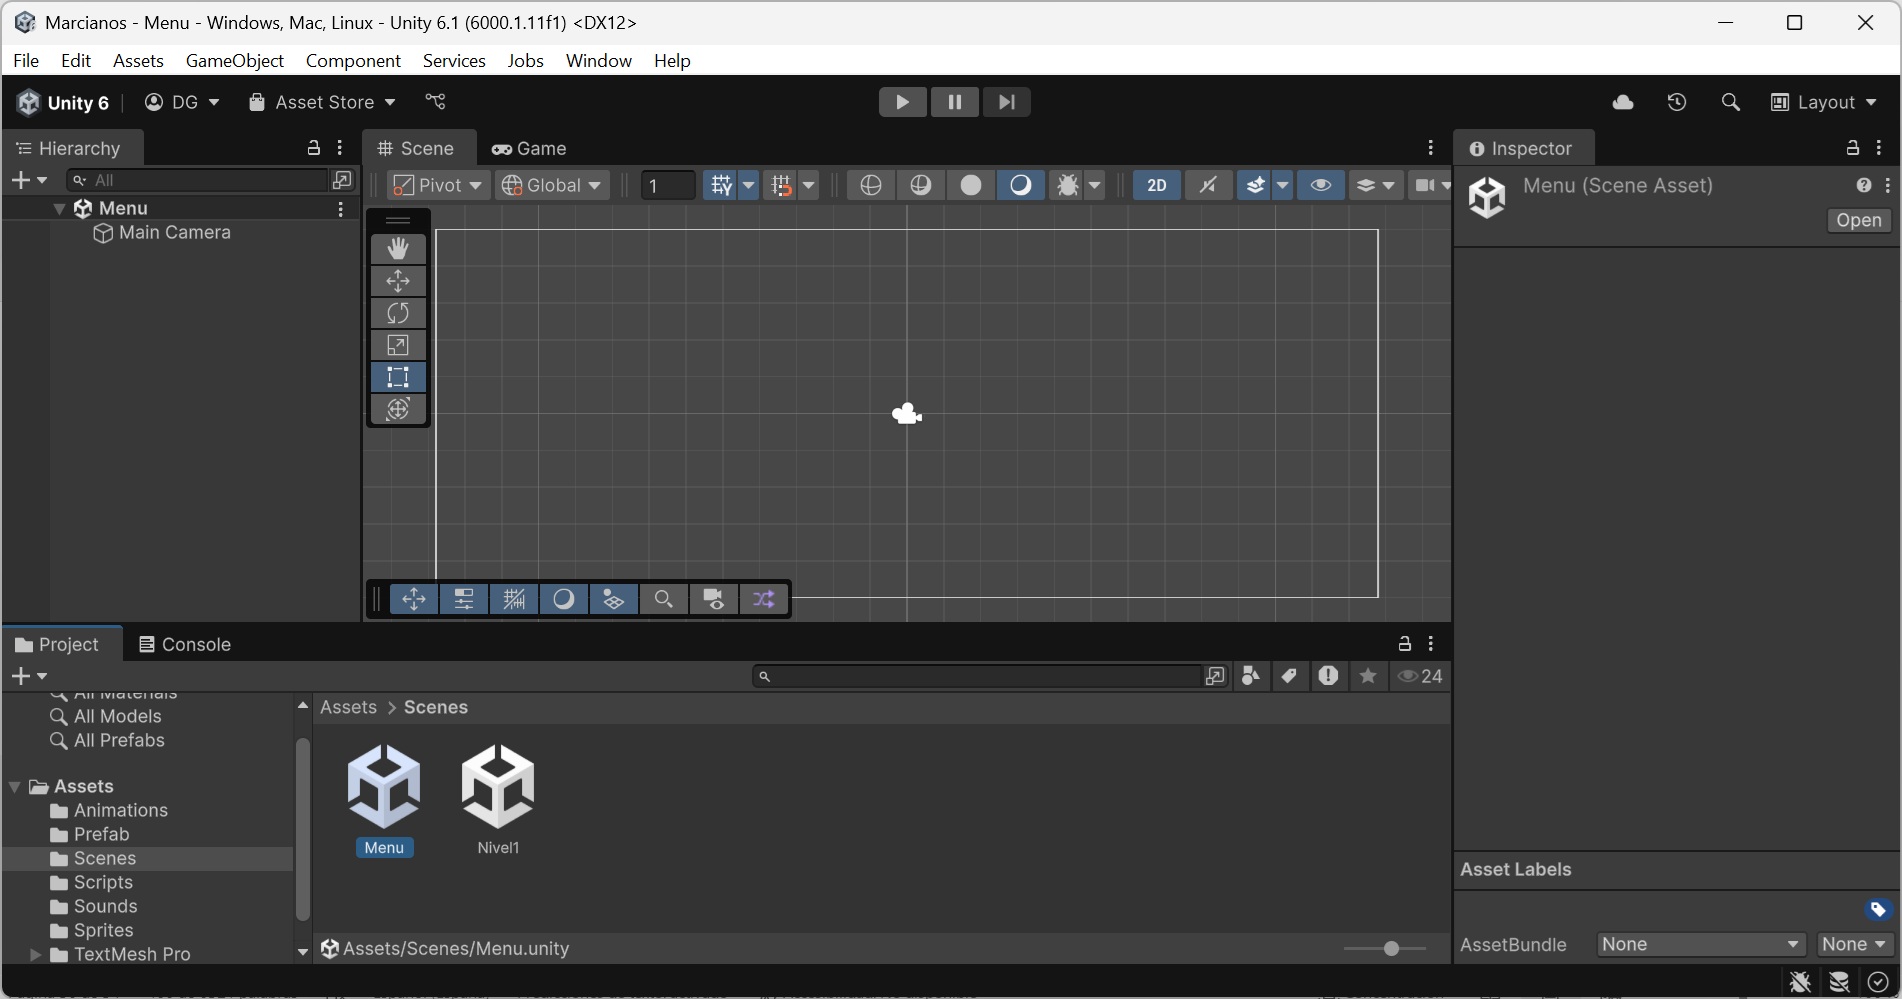 Marcianos - Menu - Windows, Mac, Linux - Unity 6.1 (6000.1.11f1) <DX12>
File Edit Assets GameObject Component Services Jobs Window Help
Unity 6 DG Asset Store Layout
Hierarchy
All
Menu
Main Camera
Scene Game
Pivot Global 1 2D
Inspector
Menu (Scene Asset)
Open
Project Console
24
All Materials
All Models
All Prefabs
Assets
Animations
Prefab
Scenes
Scripts
Sounds
Sprites
TextMesh Pro
Assets > Scenes
Menu Nivel1
Assets/Scenes/Menu.unity
Asset Labels
AssetBundle None None